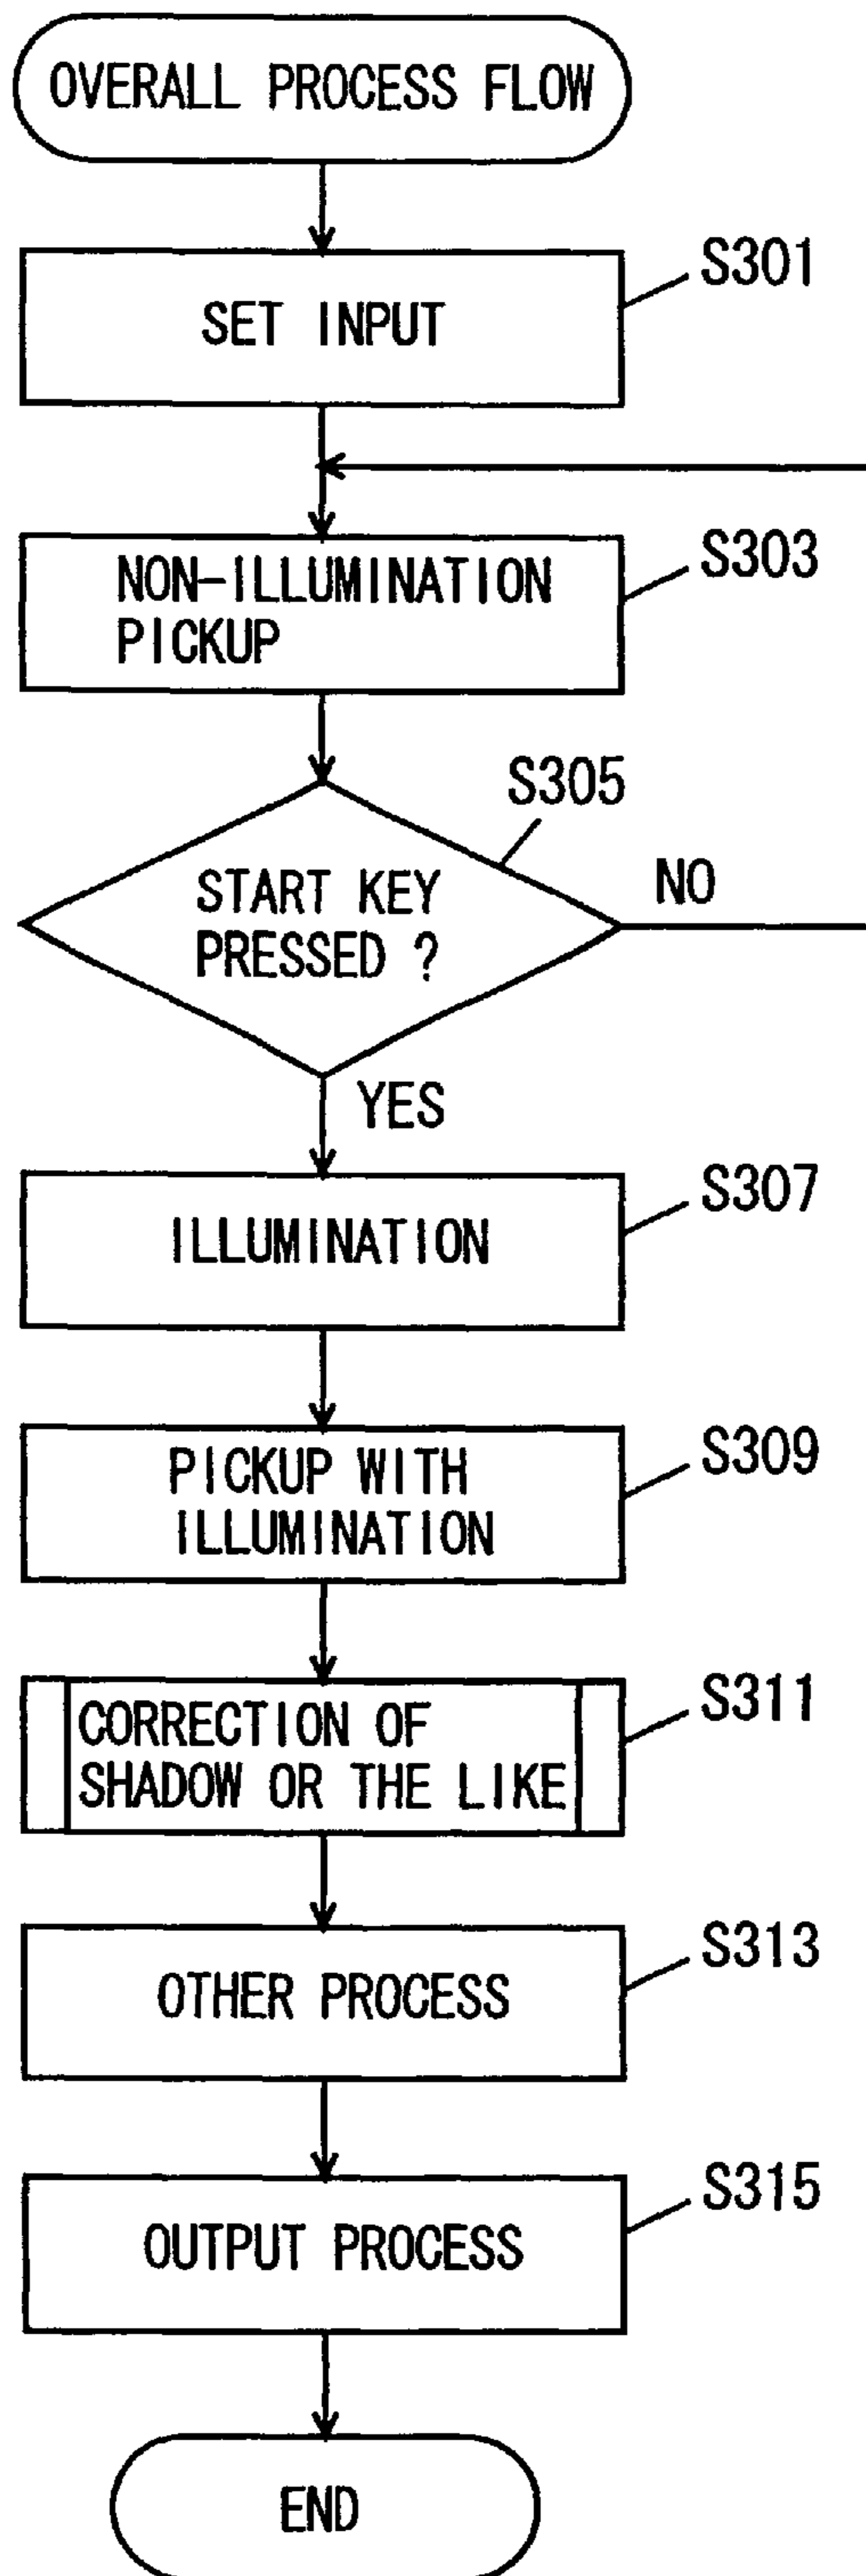 OVERALL PROCESS FLOW
S301
SET INPUT
S303
NON-ILLUMINATION
PICKUP
S305
START KEY
PRESSED ?
NO
YES
S307
ILLUMINATION
S309
PICKUP WITH
ILLUMINATION
S311
CORRECTION OF
SHADOW OR THE LIKE
S313
OTHER PROCESS
S315
OUTPUT PROCESS
END